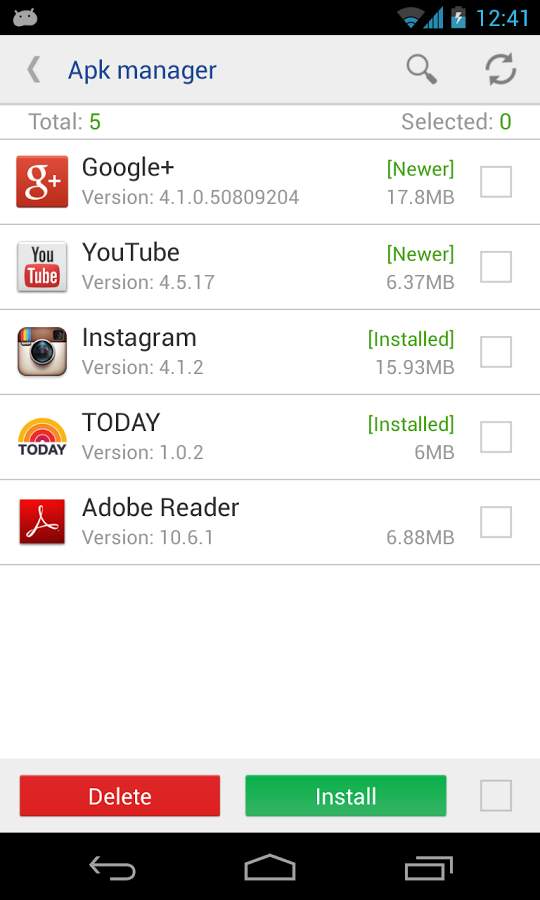 12:41
Apk manager
Total: 5 Selected: 0
Google+ [Newer]
g+
Version: 4.1.0.50809204 17.8MB
YouTube [Newer]
You
Tube
Version: 4.5.17 6.37MB
Instagram [Installed]
Version: 4.1.2 15.93MB
TODAY [Installed]
TODAY
Version: 1.0.2 6MB
Adobe Reader
Version: 10.6.1 6.88MB
Delete Install